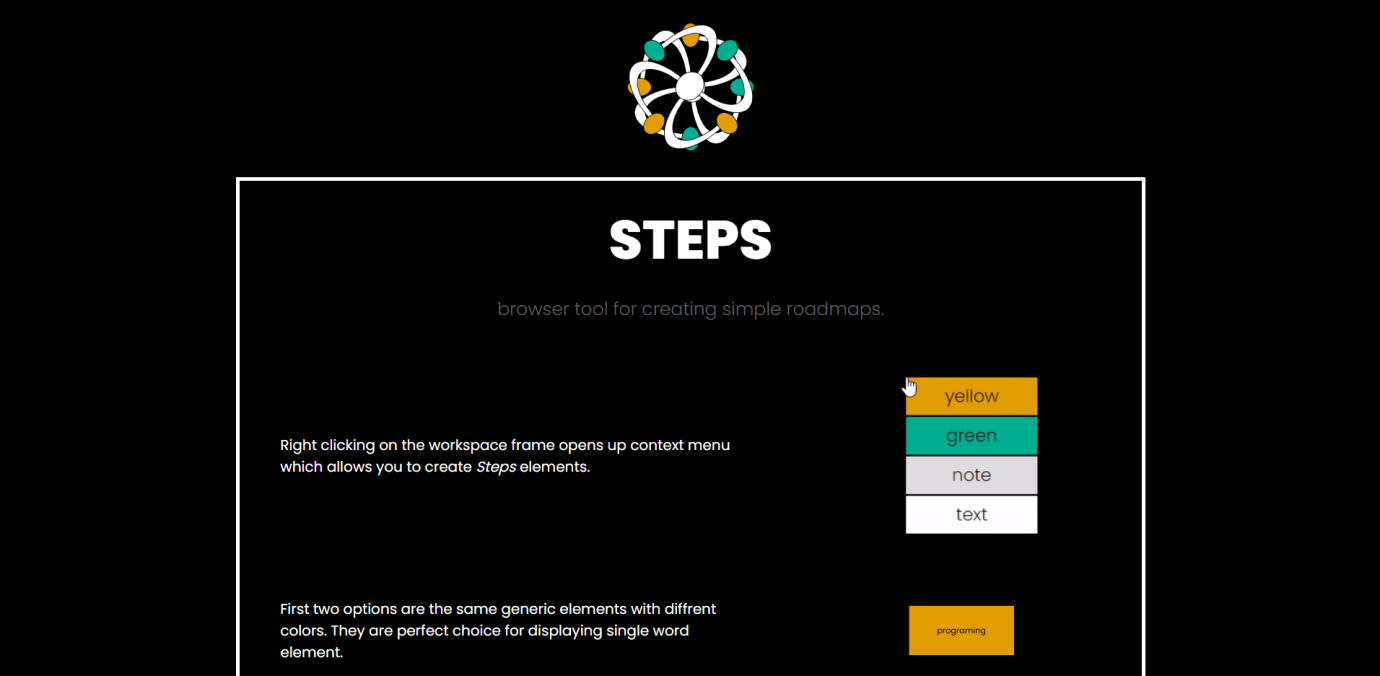 STEPS
browser tool for creating simple roadmaps.
Right clicking on the workspace frame opens up context menu
which allows you to create Steps elements.
yellow
green
note
text
First two options are the same generic elements with diffrent
colors. They are perfect choice for displaying single word
element.
programing